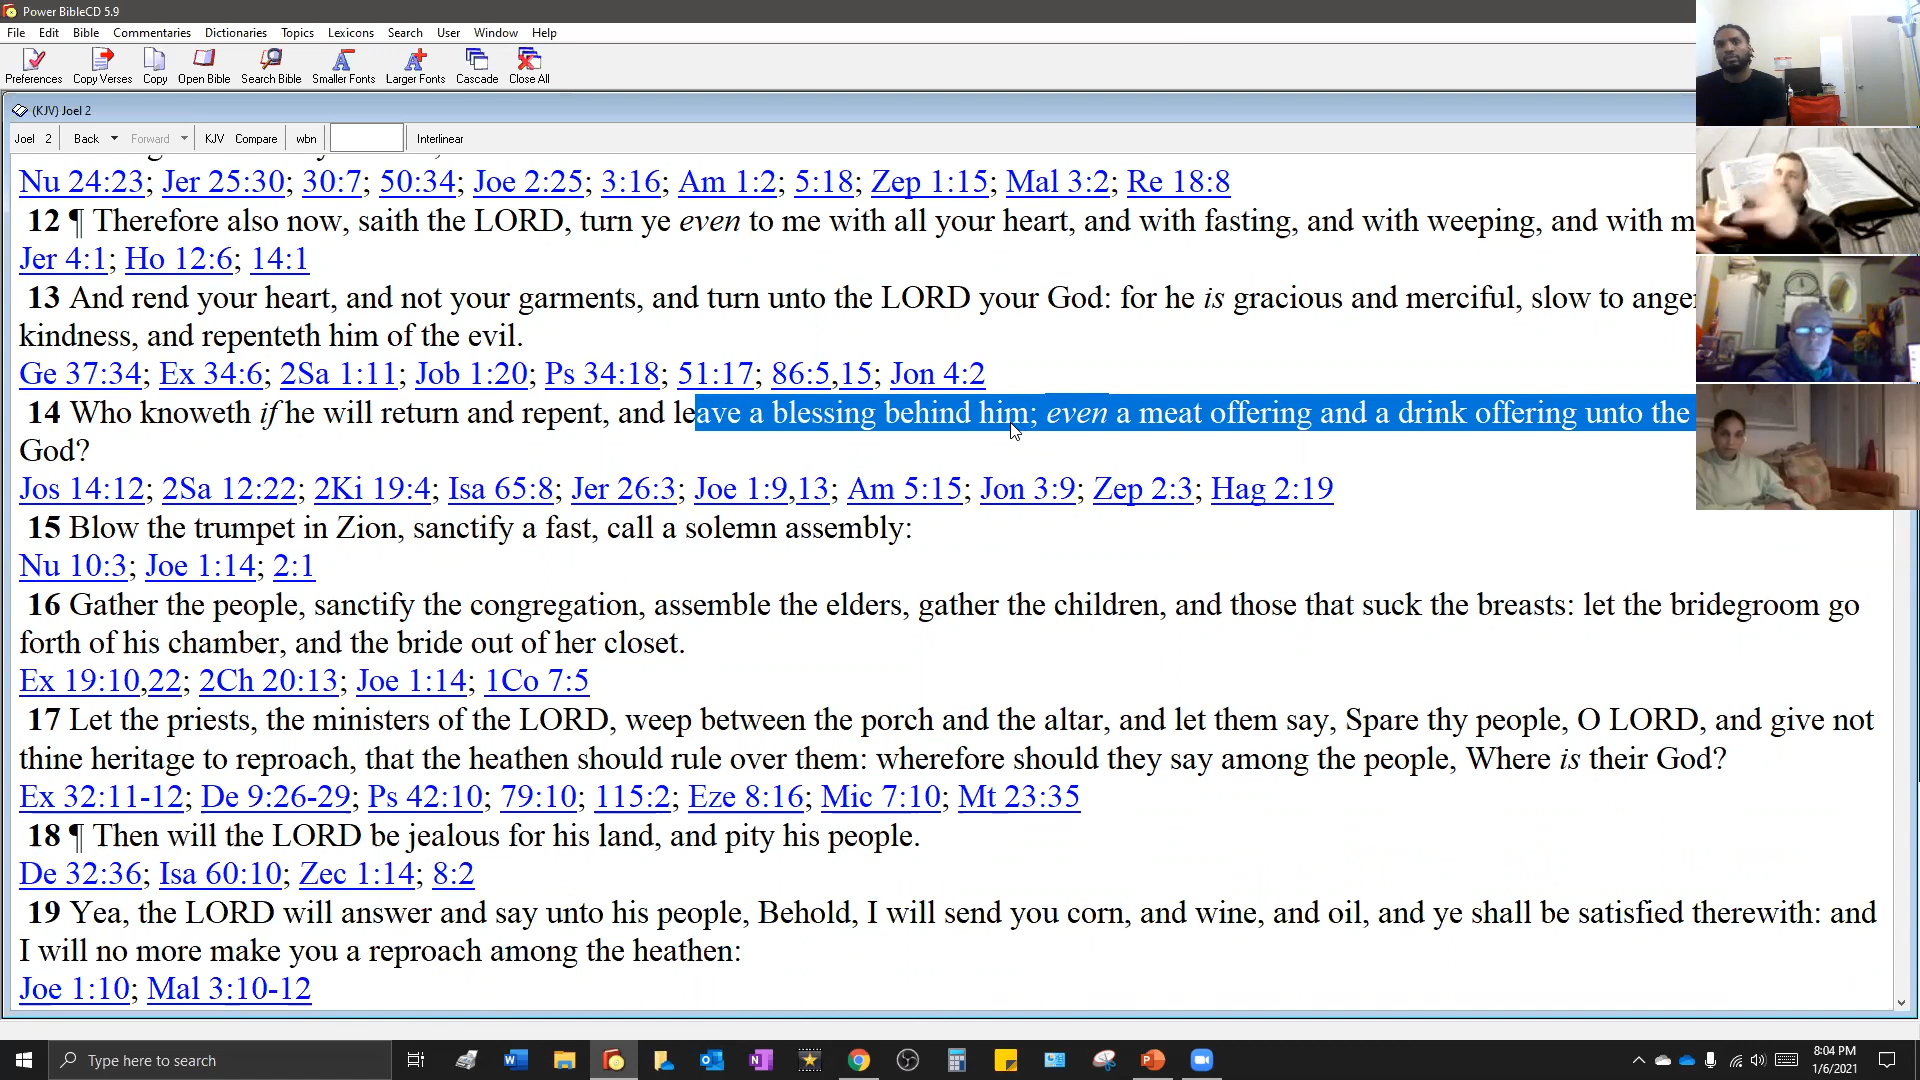 Power BibleCD 5.9
File Edit Bible Commentaries Dictionaries Topics Lexicons Search User Window Help
Preferences Copy Verses Copy Open Bible Search Bible Smaller Fonts Larger Fonts Cascade Close All
(KJV) Joel 2
Joel 2 Back Forward KJV Compare wbn Interlinear
Nu 24:23; Jer 25:30; 30:7; 50:34; Joe 2:25; 3:16; Am 1:2; 5:18; Zep 1:15; Mal 3:2; Re 18:8
12 ¶ Therefore also now, saith the LORD, turn ye even to me with all your heart, and with fasting, and with weeping, and with m
Jer 4:1; Ho 12:6; 14:1
13 And rend your heart, and not your garments, and turn unto the LORD your God: for he is gracious and merciful, slow to anger
kindness, and repenteth him of the evil.
Ge 37:34; Ex 34:6; 2Sa 1:11; Job 1:20; Ps 34:18; 51:17; 86:5,15; Jon 4:2
14 Who knoweth if he will return and repent, and leave a blessing behind him; even a meat offering and a drink offering unto the
God?
Jos 14:12; 2Sa 12:22; 2Ki 19:4; Isa 65:8; Jer 26:3; Joe 1:9,13; Am 5:15; Jon 3:9; Zep 2:3; Hag 2:19
15 Blow the trumpet in Zion, sanctify a fast, call a solemn assembly:
Nu 10:3; Joe 1:14; 2:1
16 Gather the people, sanctify the congregation, assemble the elders, gather the children, and those that suck the breasts: let the bridegroom go
forth of his chamber, and the bride out of her closet.
Ex 19:10,22; 2Ch 20:13; Joe 1:14; 1Co 7:5
17 Let the priests, the ministers of the LORD, weep between the porch and the altar, and let them say, Spare thy people, O LORD, and give not
thine heritage to reproach, that the heathen should rule over them: wherefore should they say among the people, Where is their God?
Ex 32:11-12; De 9:26-29; Ps 42:10; 79:10; 115:2; Eze 8:16; Mic 7:10; Mt 23:35
18 ¶ Then will the LORD be jealous for his land, and pity his people.
De 32:36; Isa 60:10; Zec 1:14; 8:2
19 Yea, the LORD will answer and say unto his people, Behold, I will send you corn, and wine, and oil, and ye shall be satisfied therewith: and
I will no more make you a reproach among the heathen:
Joe 1:10; Mal 3:10-12
Type here to search
8:04 PM
1/6/2021